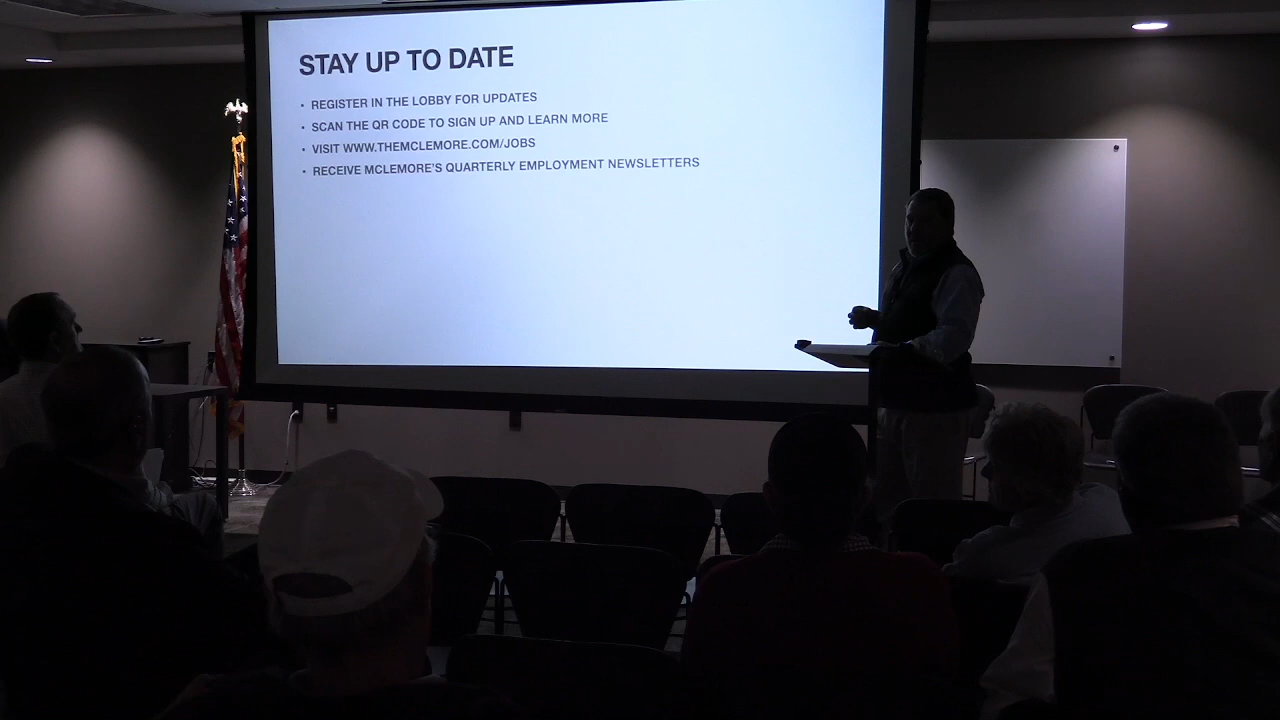 STAY UP TO DATE
• REGISTER IN THE LOBBY FOR UPDATES
• SCAN THE QR CODE TO SIGN UP AND LEARN MORE
• VISIT WWW.THEMCLEMORE.COM/JOBS
• RECEIVE MCLEMORE'S QUARTERLY EMPLOYMENT NEWSLETTERS